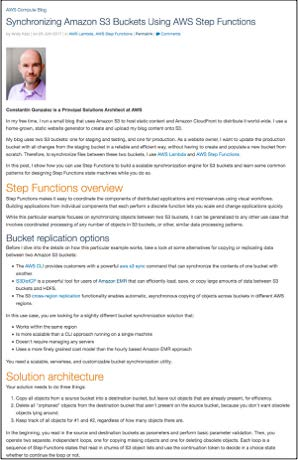 AWS Compute Blog
Synchronizing Amazon S3 Buckets Using AWS Step Functions
in AWS Lambda, AWS Step Functions | Permalink | Comments
Constantin Gonzalez is a Principal Solutions Architect at AWS
In my free time, I run a small blog that uses Amazon S3 to host static content and Amazon CloudFront to distribute it world-wide. I use a
home-grown, static website generator to create and upload my blog content onto S3.
My blog uses two S3 buckets: one for staging and testing, and one for production. As a website owner, I want to update the production
bucket with all changes from the staging bucket in a reliable and efficient way, without having to create and populate a new bucket from
scratch. Therefore, to synchronize files between these two buckets, I use AWS Lambda and AWS Step Functions.
In this post, I show how you can use Step Functions to build a scalable synchronization engine for S3 buckets and learn some common
patterns for designing Step Functions state machines while you do so.
Step Functions overview
Step Functions makes it easy to coordinate the components of distributed applications and microservices using visual workflows.
Building applications from individual components that each perform a discrete function lets you scale and change applications quickly.
While this particular example focuses on synchronizing objects between two S3 buckets, it can be generalized to any other use case that
involves coordinated processing of any number of objects in S3 buckets, or other, similar data processing patterns.
Bucket replication options
Before I dive into the details on how this particular example works, take a look at some alternatives for copying or replicating data
between two Amazon S3 buckets:
• The AWS CLI provides customers with a powerful aws s3 sync command that can synchronize the contents of one bucket with
another.
• S3DistCP is a powerful tool for users of Amazon EMR that can efficiently load, save, or copy large amounts of data between S3
buckets and HDFS.
• The S3 cross-region replication functionality enables automatic, asynchronous copying of objects across buckets in different AWS
regions.
In this use case, you are looking for a slightly different bucket synchronization solution that:
• Works within the same region
• Is more scalable than a CLI approach running on a single machine
• Doesn't require managing any servers
• Uses a more finely grained cost model than the hourly based Amazon EMR approach
You need a scalable, serverless, and customizable bucket synchronization utility.
Solution architecture
Your solution needs to do three things:
1. Copy all objects from a source bucket into a destination bucket, but leave out objects that are already present, for efficiency.
2. Delete all "orphaned" objects from the destination bucket that aren't present on the source bucket, because you don't want obsolete
objects lying around.
3. Keep track of all objects for #1 and #2, regardless of how many objects there are.
In the beginning, you read in the source and destination buckets as parameters and perform basic parameter validation. Then, you
operate two separate, independent loops, one for copying missing objects and one for deleting obsolete objects. Each loop is a
sequence of Step Functions states that read in chunks of S3 object lists and use the continuation token to decide in a choice state
whether to continue the loop or not.